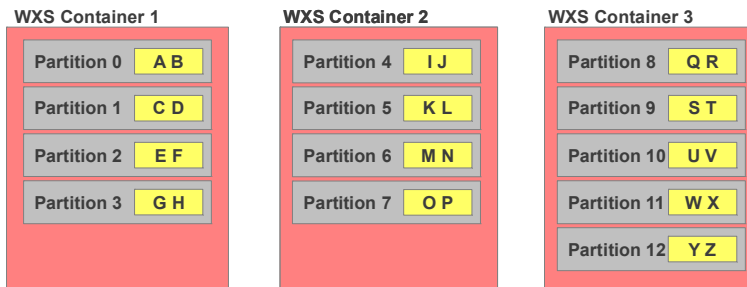 WXS Container 1
Partition 0 A B
Partition 1 C D
Partition 2 E F
Partition 3 G H
WXS Container 2
Partition 4 I J
Partition 5 K L
Partition 6 M N
Partition 7 O P
WXS Container 3
Partition 8 Q R
Partition 9 S T
Partition 10 U V
Partition 11 W X
Partition 12 Y Z